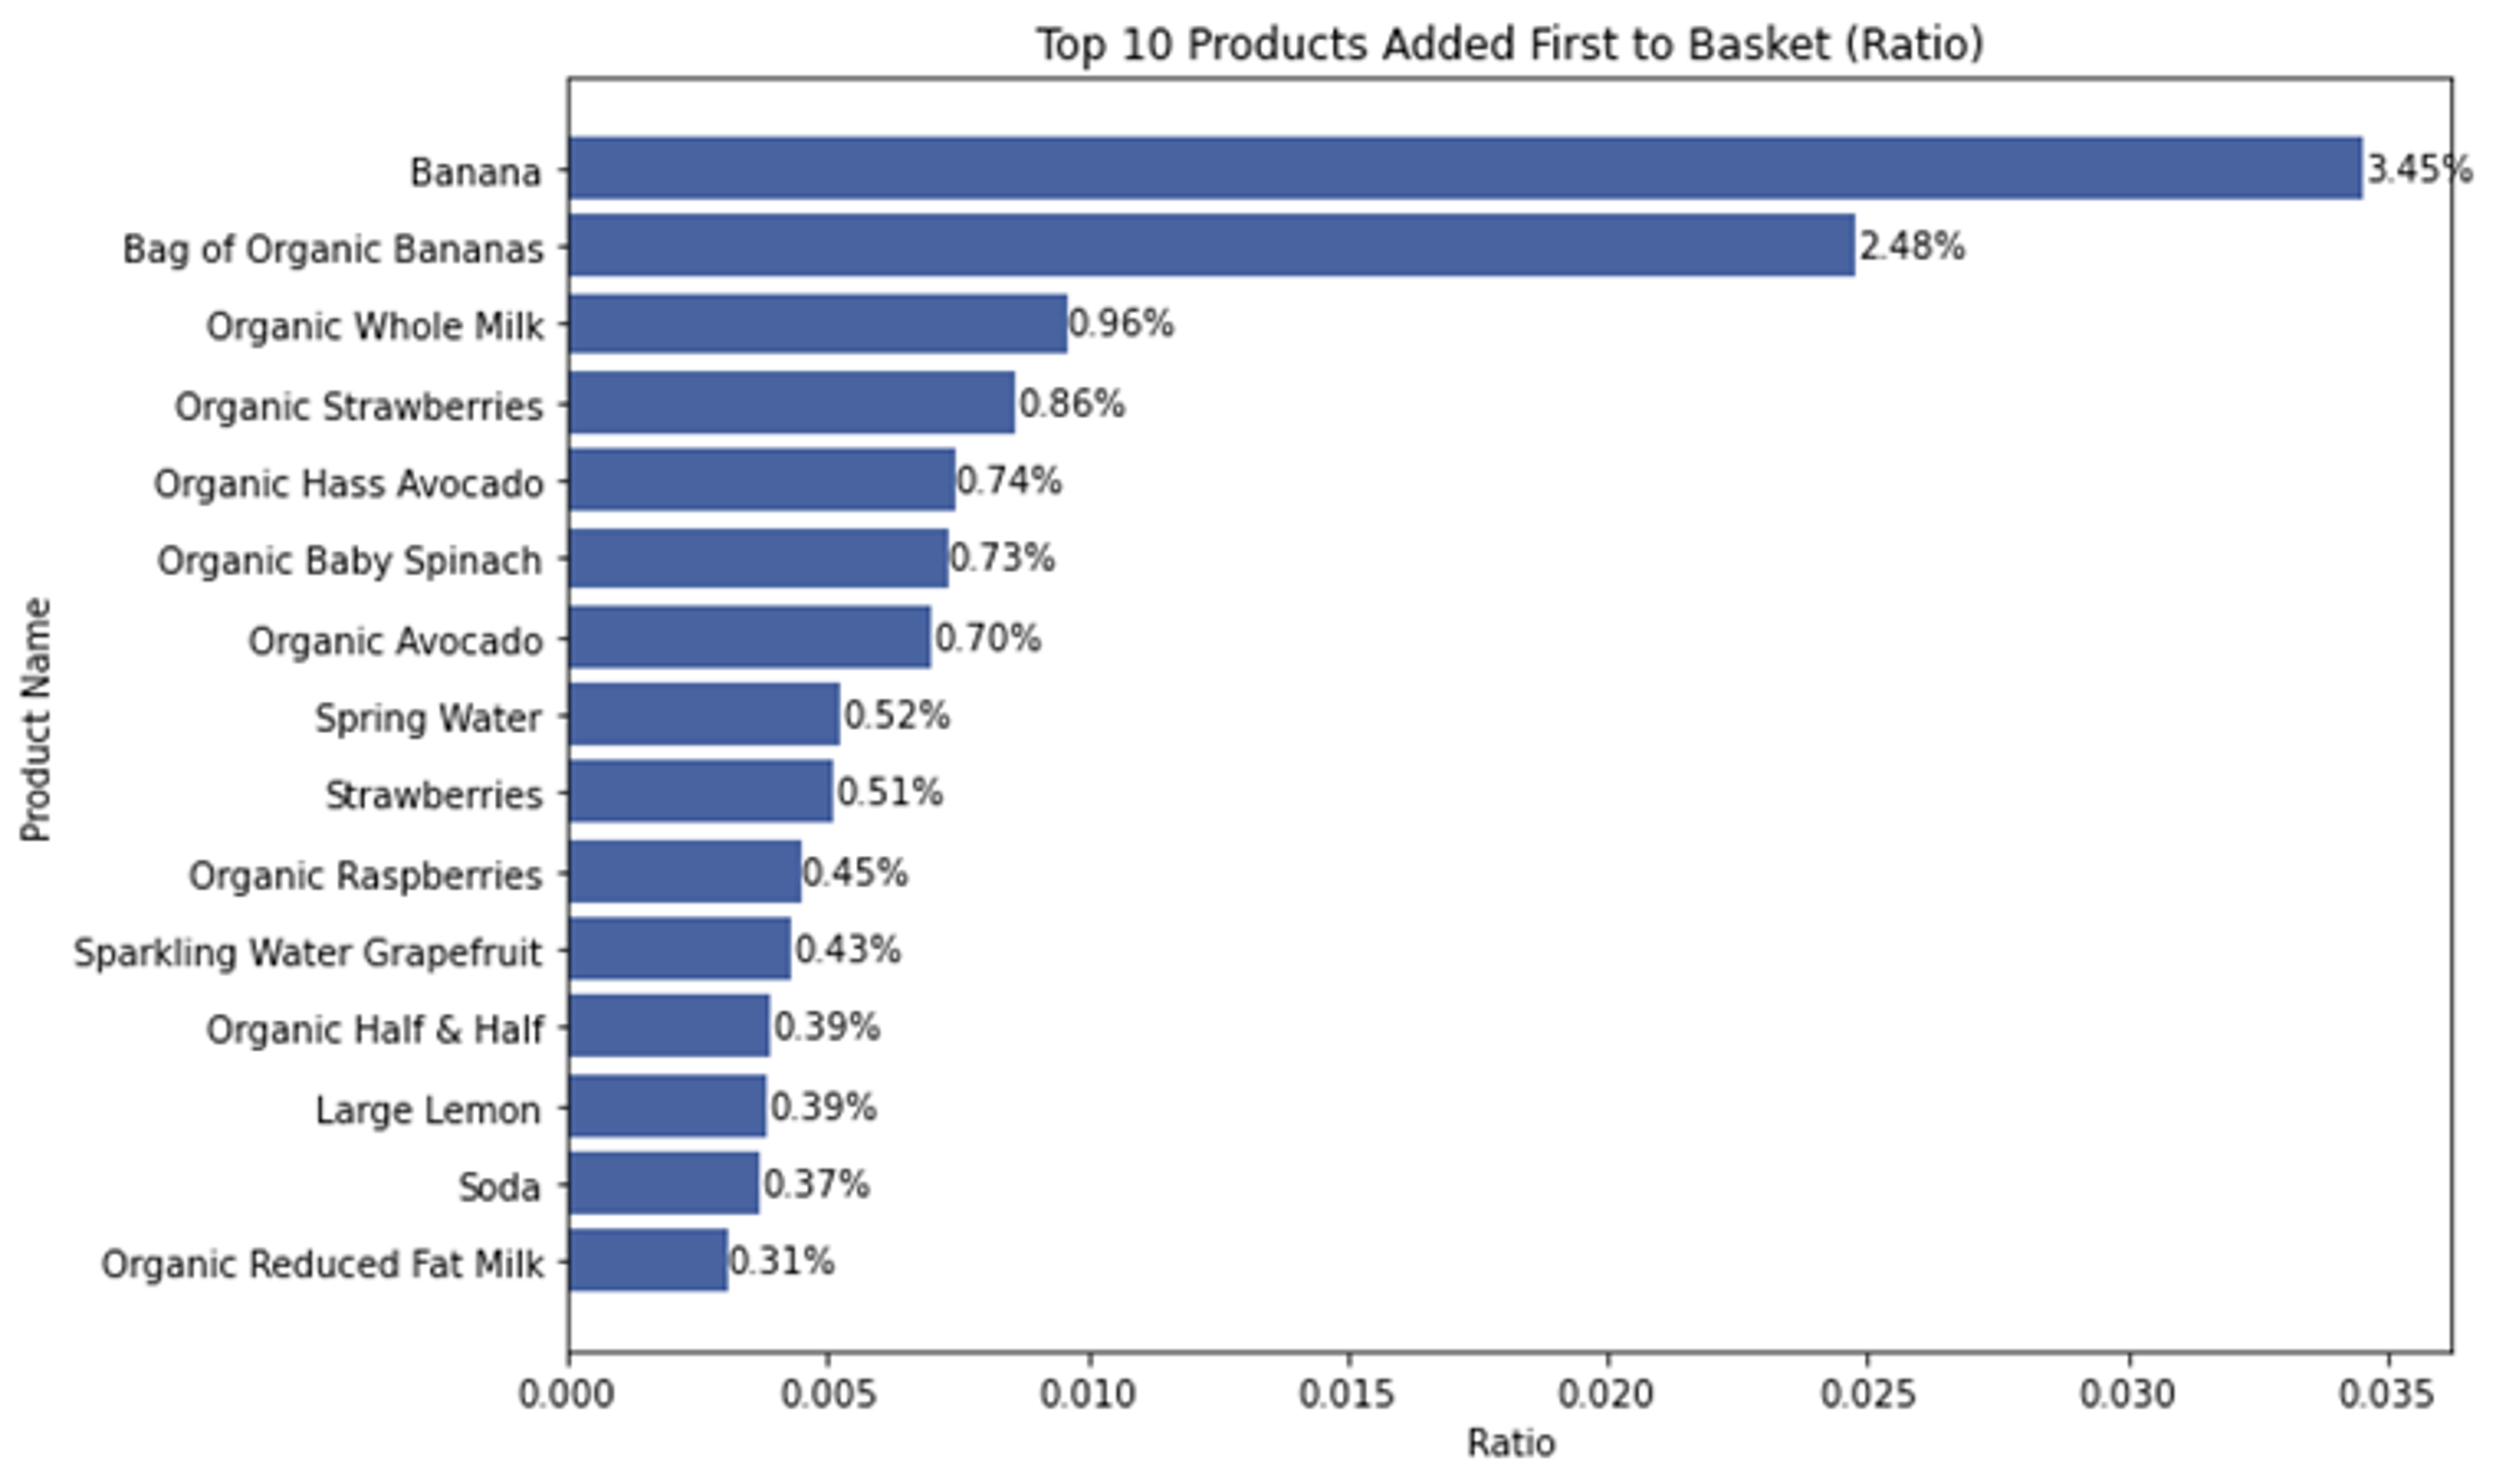 Top 10 Products Added First to Basket (Ratio)
Product Name
Banana 3.45%
Bag of Organic Bananas 2.48%
Organic Whole Milk 0.96%
Organic Strawberries 0.86%
Organic Hass Avocado 0.74%
Organic Baby Spinach 0.73%
Organic Avocado 0.70%
Spring Water 0.52%
Strawberries 0.51%
Organic Raspberries 0.45%
Sparkling Water Grapefruit 0.43%
Organic Half & Half 0.39%
Large Lemon 0.39%
Soda 0.37%
Organic Reduced Fat Milk 0.31%
0.000 0.005 0.010 0.015 0.020 0.025 0.030 0.035
Ratio